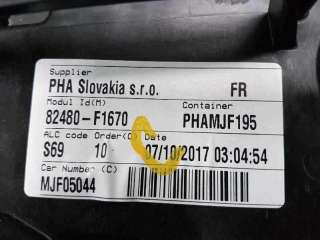 Supplier
PHA Slovakia s.r.o. FR
Modul Id(M) Container
82480-F1670 PHAMJF195
ALC code Order(O) Date
S69 10 07/10/2017 03:04:54
Car Number (C)
MJF05044